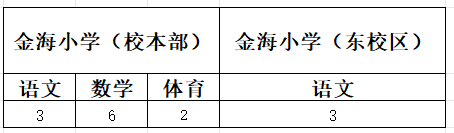 金海小学（校本部） 金海小学（东校区）
语文 数学 体育 语文
3 6 2 3